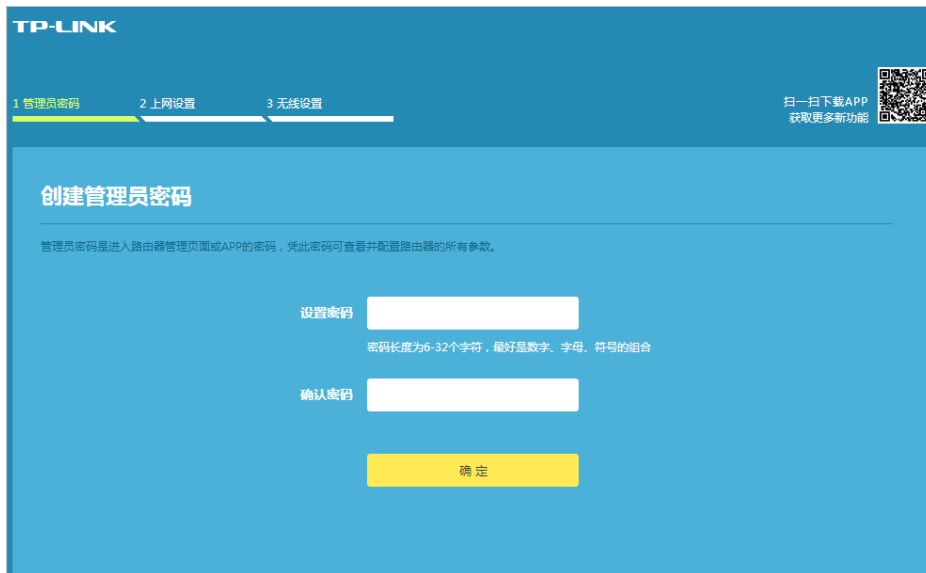 TP-LINK
1 管理员密码 2 上网设置 3 无线设置
扫一扫下载APP
获取更多新功能
创建管理员密码
管理员密码是进入路由器管理页面或APP的密码，凭此密码可查看并配置路由器的所有参数。
设置密码
密码长度为6-32个字符，最好是数字、字母、符号的组合
确认密码
确 定